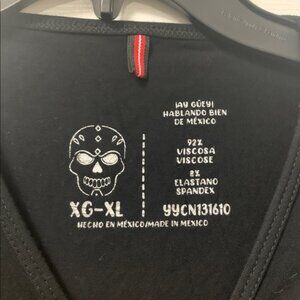 ¡AY GÜEY!
HABLANDO BIEN
DE MÉXICO
92%
VISCOSA
VISCOSE
8%
ELASTANO
SPANDEX
XG-XL
YYCN131610
HECHO EN MÉXICO/MADE IN MEXICO